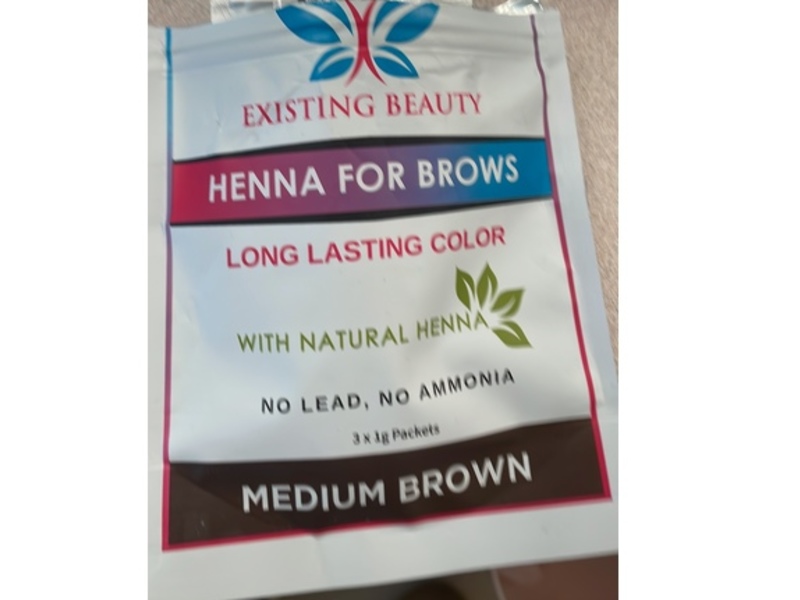 EXISTING BEAUTY
HENNA FOR BROWS
LONG LASTING COLOR
WITH NATURAL HENNA
NO LEAD, NO AMMONIA
3 x 1g Packets
MEDIUM BROWN